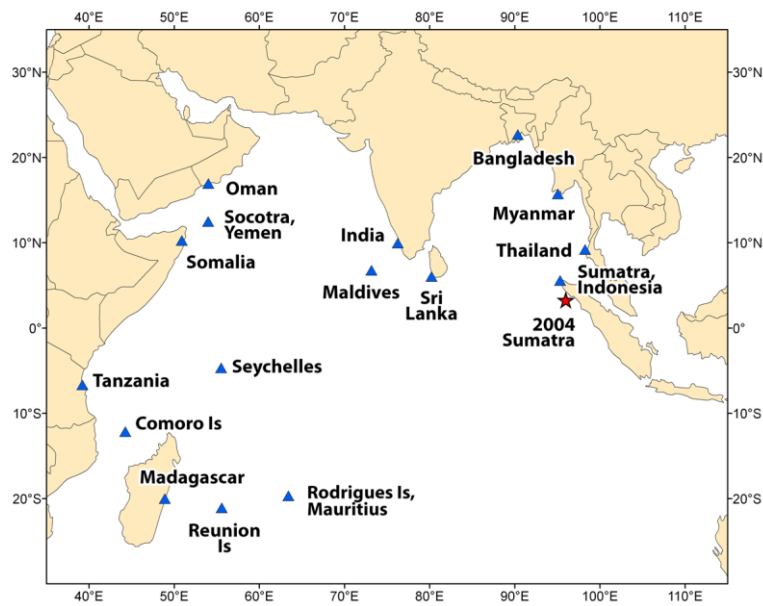 40°E 50°E 60°E 70°E 80°E 90°E 100°E 110°E
30°N 30°N
20°N 20°N
Bangladesh
Oman
Myanmar
Socotra,
Yemen
India
10°N 10°N
Thailand
Somalia
Sumatra,
Indonesia
Maldives
Sri
Lanka
0° 0°
2004
Sumatra
Seychelles
Tanzania
10°S 10°S
Comoro Is
Madagascar
Rodrigues Is,
Mauritius
20°S 20°S
Reunion
Is
40°E 50°E 60°E 70°E 80°E 90°E 100°E 110°E